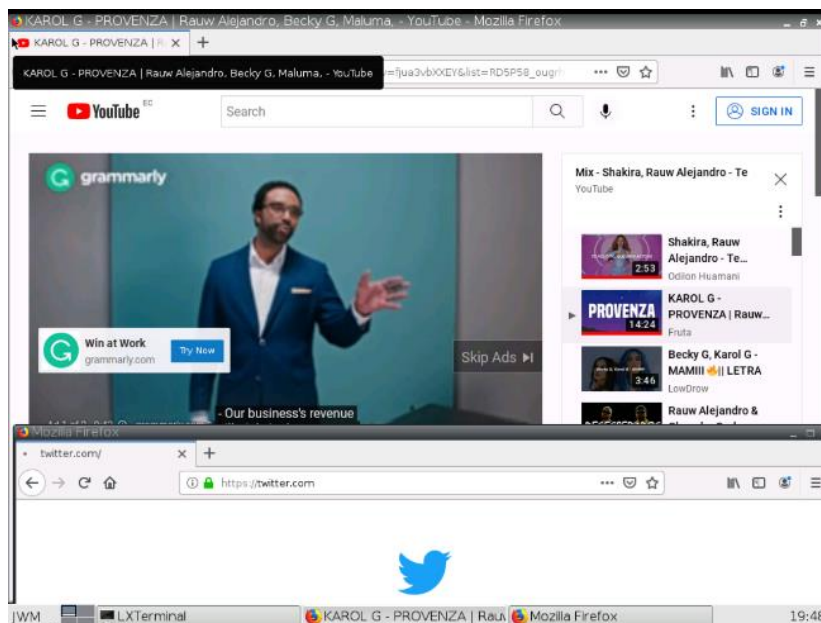 KAROL G - PROVENZA | Rauw Alejandro, Becky G, Maluma, - YouTube - Mozilla Firefox
KAROL G - PROVENZA | R
KAROL G - PROVENZA | Rauw Alejandro, Becky G, Maluma, - YouTube
v=fjua3vbXXEY&list=RD5P58_ougrh
YouTube EC
Search
SIGN IN
grammarly
Mix - Shakira, Rauw Alejandro - Te
YouTube
2:53
Shakira, Rauw
Alejandro - Te...
Odilon Huamani
PROVENZA
14:24
KAROL G -
PROVENZA | Rauw...
Fruta
Win at Work
grammarly.com
Try Now
Skip Ads
3:46
Becky G, Karol G -
MAMIII 🔥|| LETRA
LowDrow
Rauw Alejandro &
- Our business's revenue
Mozilla Firefox
twitter.com/
https://twitter.com
JWM
LXTerminal
KAROL G - PROVENZA | Rauw
Mozilla Firefox
19:48